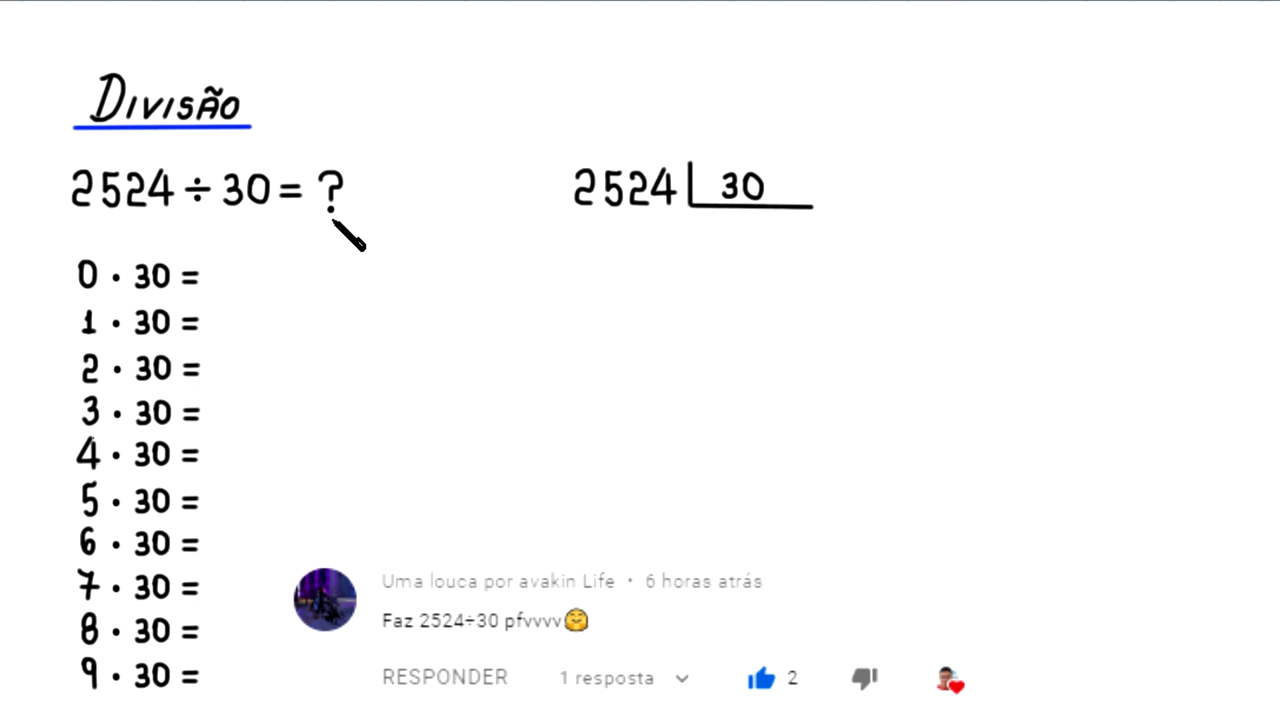 Divisão
2524 ÷ 30 = ?
2524 30
0 · 30 =
1 · 30 =
2 · 30 =
3 · 30 =
4 · 30 =
5 · 30 =
6 · 30 =
7 · 30 =
8 · 30 =
9 · 30 =
Uma louca por avakin Life • 6 horas atrás
Faz 2524÷30 pfvvvv🤗
RESPONDER 1 resposta 2